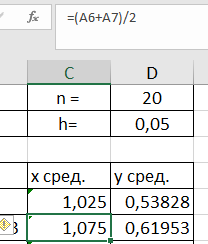 fx =(A6+A7)/2
C D
n = 20
h= 0,05
x сред. y сред.
1,025 0,53828
1,075 0,61953